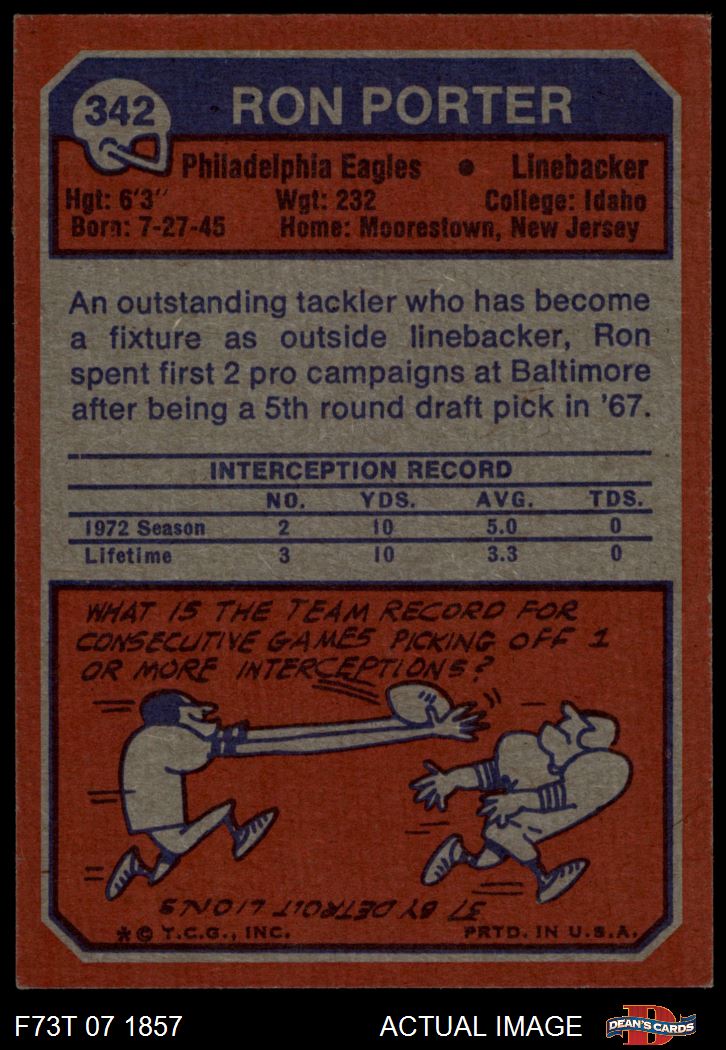 342 RON PORTER
Philadelphia Eagles • Linebacker
Hgt: 6'3" Wgt: 232 College: Idaho
Born: 7-27-45 Home: Moorestown, New Jersey
An outstanding tackler who has become
a fixture as outside linebacker, Ron
spent first 2 pro campaigns at Baltimore
after being a 5th round draft pick in '67.
INTERCEPTION RECORD
NO. YDS. AVG. TDS.
1972 Season 2 10 5.0 0
Lifetime 3 10 3.3 0
WHAT IS THE TEAM RECORD FOR
CONSECUTIVE GAMES PICKING OFF 1
OR MORE INTERCEPTIONS?
37 BY DETROIT LIONS
*© T.C.G., INC. PRTD. IN U.S.A.
F73T 07 1857 ACTUAL IMAGE D DEAN'S CARDS